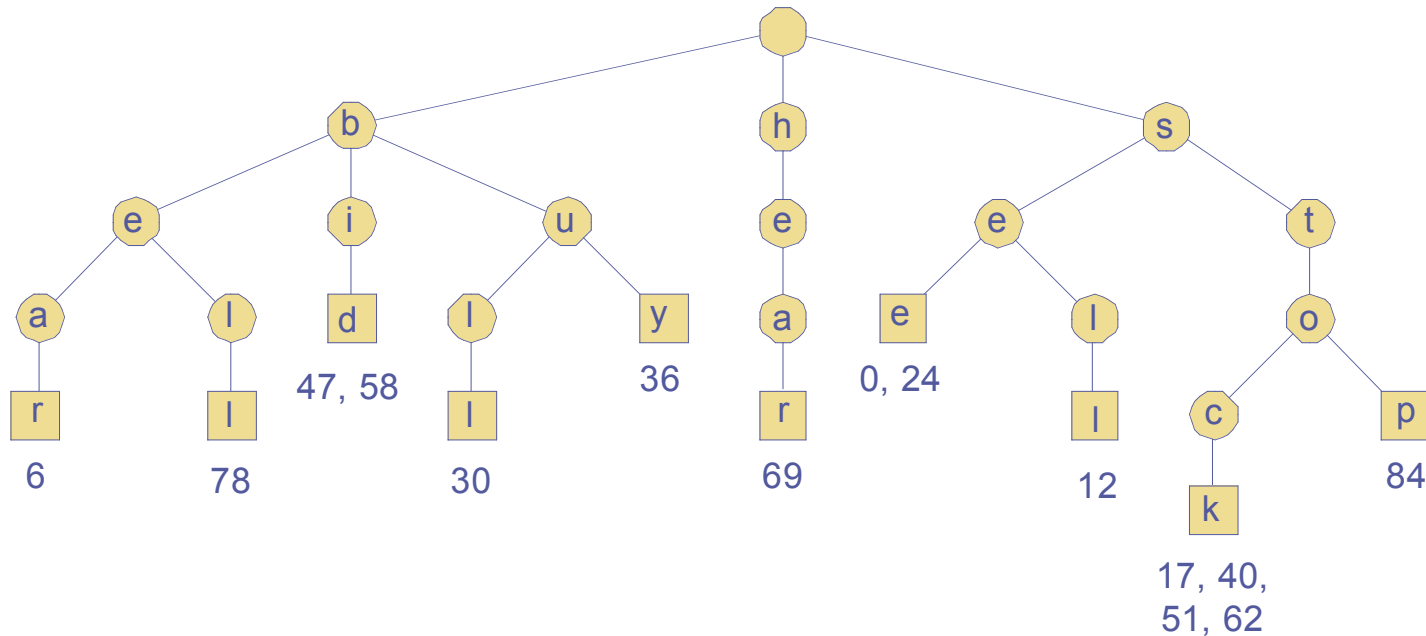 b h s
e i u e e t
a l d l y a e l o
47, 58 36 0, 24
r l l r l c p
6 78 30 69 12 84
k
17, 40,
51, 62